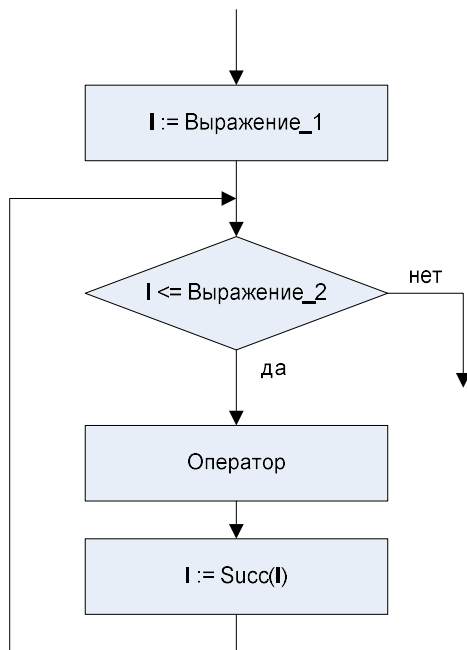 I := Выражение_1
I <= Выражение_2
нет
да
Оператор
I := Succ(I)